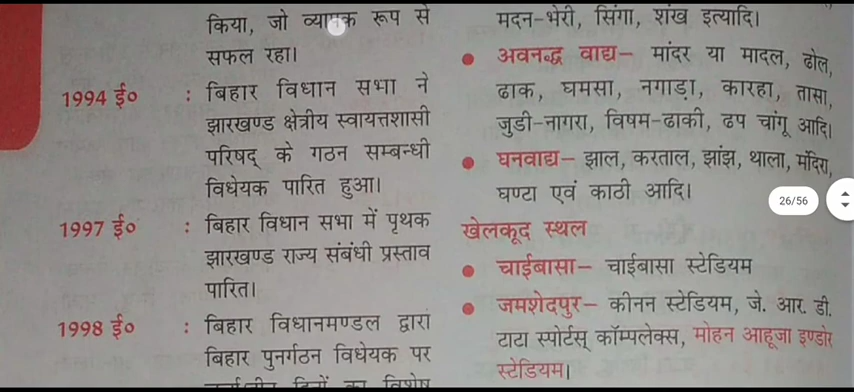 किया, जो व्यापक रूप से
सफल रहा।
1994 ई० : बिहार विधान सभा ने
झारखण्ड क्षेत्रीय स्वायत्तशासी
परिषद् के गठन सम्बन्धी
विधेयक पारित हुआ।
1997 ई० : बिहार विधान सभा में पृथक
झारखण्ड राज्य संबंधी प्रस्ताव
पारित।
1998 ई० : बिहार विधानमण्डल द्वारा
बिहार पुनर्गठन विधेयक पर
का विशेष
मदन-भेरी, सिंगा, शंख इत्यादि।
● अवनद्ध वाद्य– मांदर या मादल, ढोल,
ढाक, घमसा, नगाड़ा, कारहा, तासा,
जुडी-नागरा, विषम-ढाकी, ढप चांगू आदि।
● घनवाद्य– झाल, करताल, झांझ, थाला, मंदिरा,
घण्टा एवं काठी आदि।
खेलकूद स्थल
● चाईबासा– चाईबासा स्टेडियम
● जमशेदपुर– कीनन स्टेडियम, जे. आर. डी.
टाटा स्पोर्टस् कॉम्पलेक्स, मोहन आहूजा इण्डोर
स्टेडियम।
26/56